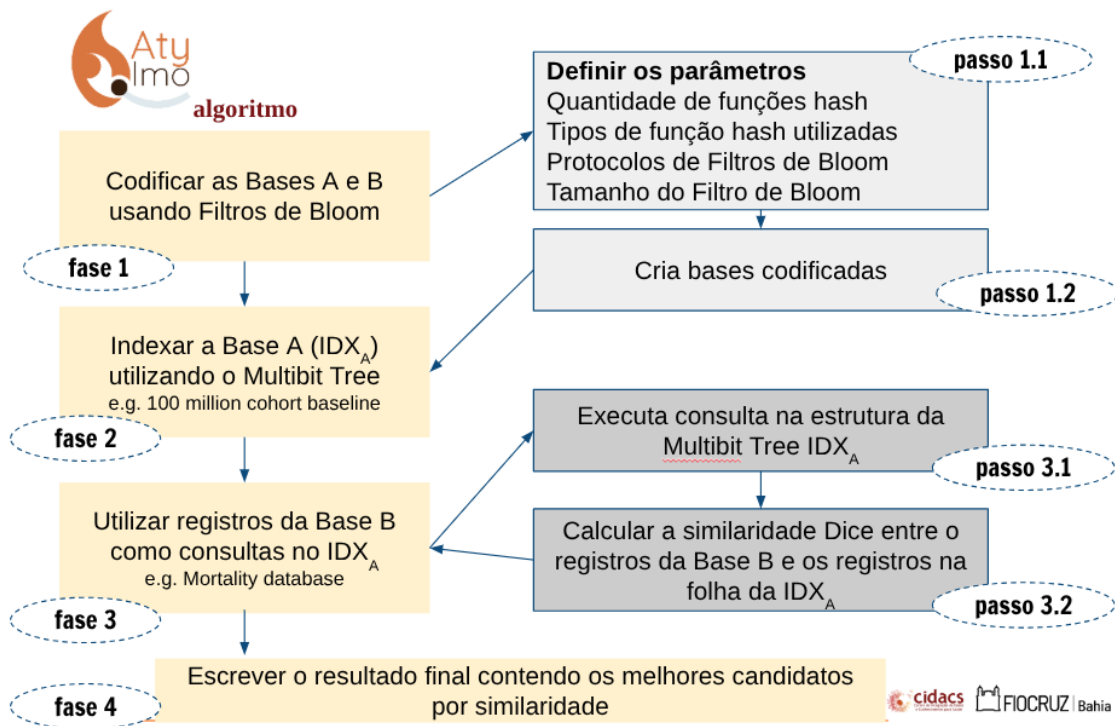 Aty
Imo
algoritmo
Codificar as Bases A e B
usando Filtros de Bloom
fase 1
Definir os parâmetros
Quantidade de funções hash
Tipos de função hash utilizadas
Protocolos de Filtros de Bloom
Tamanho do Filtro de Bloom
passo 1.1
Cria bases codificadas
passo 1.2
Indexar a Base A (IDX_A)
utilizando o Multibit Tree
e.g. 100 million cohort baseline
fase 2
Utilizar registros da Base B
como consultas no IDX_A
e.g. Mortality database
fase 3
Executa consulta na estrutura da
Multibit Tree IDX_A
passo 3.1
Calcular a similaridade Dice entre o
registros da Base B e os registros na
folha da IDX_A
passo 3.2
Escrever o resultado final contendo os melhores candidatos
por similaridade
fase 4
cidacs
FIOCRUZ | Bahia